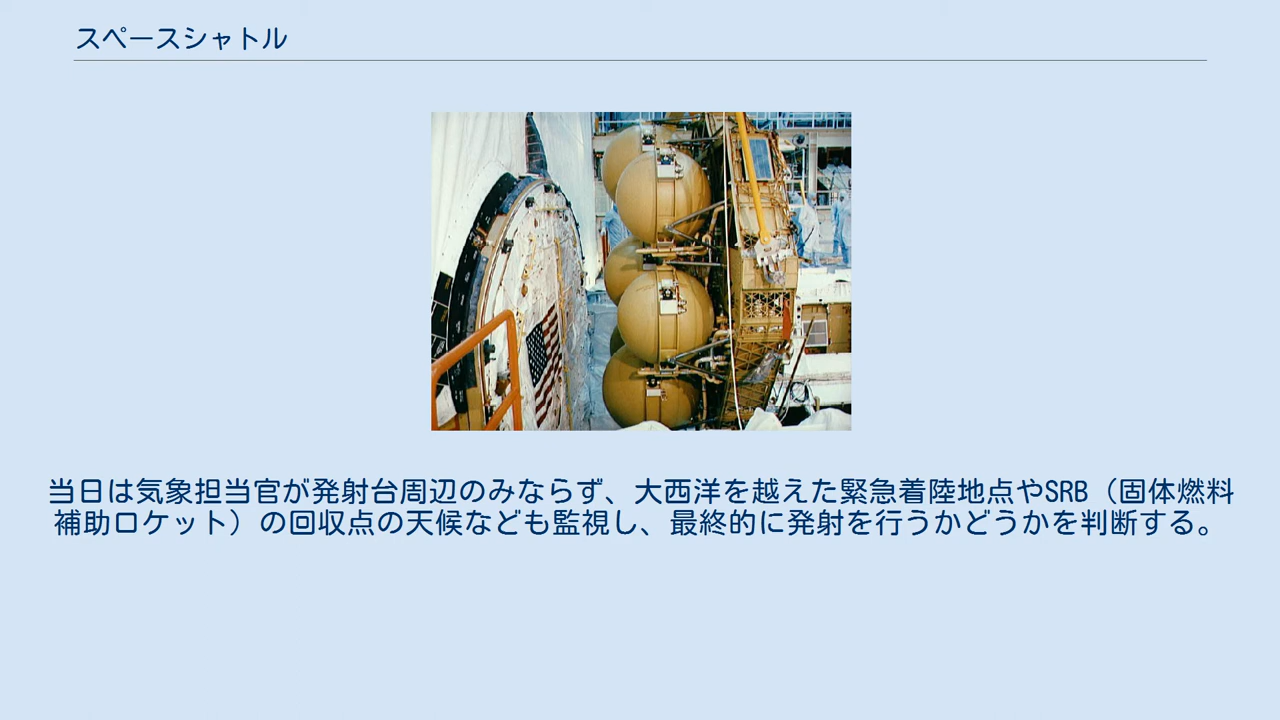 スペースシャトル
当日は気象担当官が発射台周辺のみならず、大西洋を越えた緊急着陸地点やSRB（固体燃料
補助ロケット）の回収点の天候なども監視し、最終的に発射を行うかどうかを判断する。